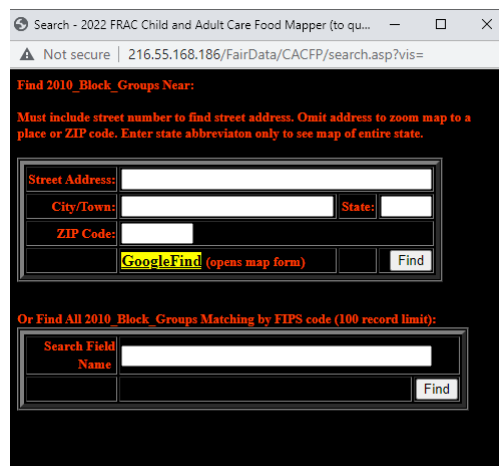 Search - 2022 FRAC Child and Adult Care Food Mapper (to qu...
Not secure | 216.55.168.186/FairData/CACFP/search.asp?vis=
Find 2010_Block_Groups Near:
Must include street number to find street address. Omit address to zoom map to a
place or ZIP code. Enter state abbreviaton only to see map of entire state.
Street Address:
City/Town: State:
ZIP Code:
GoogleFind (opens map form) Find
Or Find All 2010_Block_Groups Matching by FIPS code (100 record limit):
Search Field
Name
Find